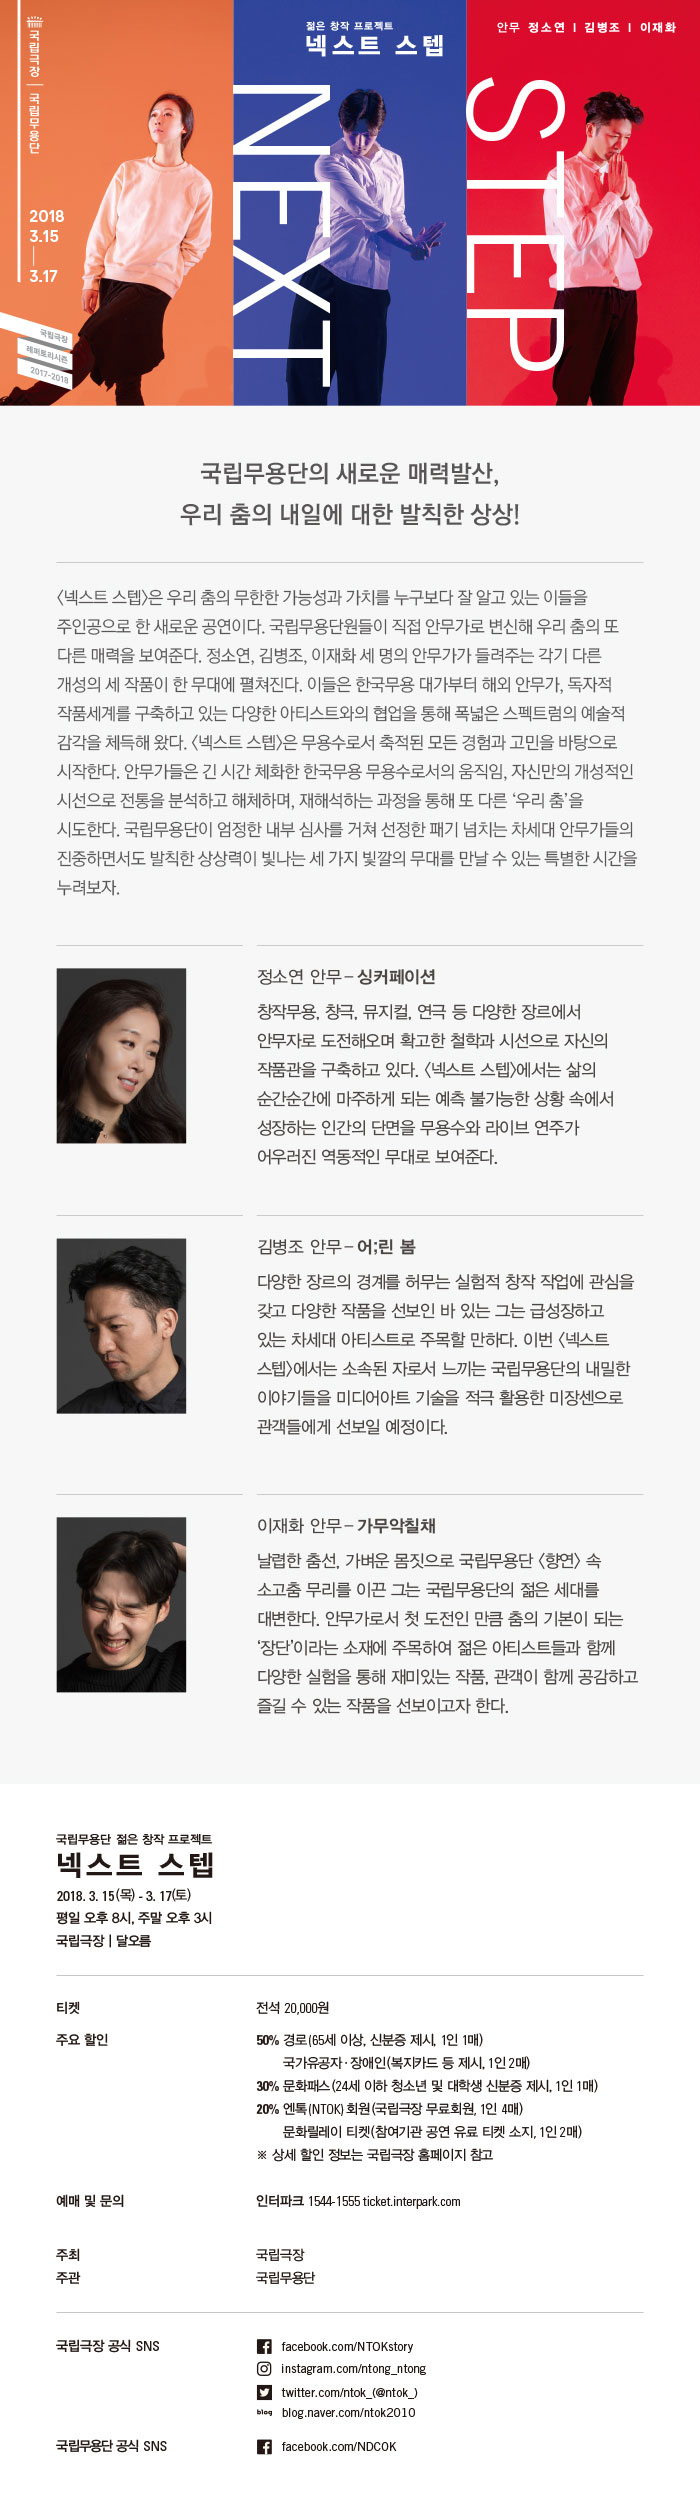 국립극장
국립무용단
2018
3.15
3.17
국립극장
레퍼토리시즌
2017-2018
젊은 창작 프로젝트
넥스트 스텝
안무 정소연 | 김병조 | 이재화
NEXT
STEP
국립무용단의 새로운 매력발산,
우리 춤의 내일에 대한 발칙한 상상!
〈넥스트 스텝〉은 우리 춤의 무한한 가능성과 가치를 누구보다 잘 알고 있는 이들을
주인공으로 한 새로운 공연이다. 국립무용단원들이 직접 안무가로 변신해 우리 춤의 또
다른 매력을 보여준다. 정소연, 김병조, 이재화 세 명의 안무가가 들려주는 각기 다른
개성의 세 작품이 한 무대에 펼쳐진다. 이들은 한국무용 대가부터 해외 안무가, 독자적
작품세계를 구축하고 있는 다양한 아티스트와의 협업을 통해 폭넓은 스펙트럼의 예술적
감각을 체득해 왔다. 〈넥스트 스텝〉은 무용수로서 축적된 모든 경험과 고민을 바탕으로
시작한다. 안무가들은 긴 시간 체화한 한국무용 무용수로서의 움직임, 자신만의 개성적인
시선으로 전통을 분석하고 해체하며, 재해석하는 과정을 통해 또 다른 ‘우리 춤’을
시도한다. 국립무용단이 엄정한 내부 심사를 거쳐 선정한 패기 넘치는 차세대 안무가들의
진중하면서도 발칙한 상상력이 빛나는 세 가지 빛깔의 무대를 만날 수 있는 특별한 시간을
누려보자.
정소연 안무 – 싱커페이션
창작무용, 창극, 뮤지컬, 연극 등 다양한 장르에서
안무자로 도전해오며 확고한 철학과 시선으로 자신의
작품관을 구축하고 있다. 〈넥스트 스텝〉에서는 삶의
순간순간에 마주하게 되는 예측 불가능한 상황 속에서
성장하는 인간의 단면을 무용수와 라이브 연주가
어우러진 역동적인 무대로 보여준다.
김병조 안무 – 어;린 봄
다양한 장르의 경계를 허무는 실험적 창작 작업에 관심을
갖고 다양한 작품을 선보인 바 있는 그는 급성장하고
있는 차세대 아티스트로 주목할 만하다. 이번 〈넥스트
스텝〉에서는 소속된 자로서 느끼는 국립무용단의 내밀한
이야기들을 미디어아트 기술을 적극 활용한 미장센으로
관객들에게 선보일 예정이다.
이재화 안무 – 가무악칠채
날렵한 춤선, 가벼운 몸짓으로 국립무용단 〈향연〉 속
소고춤 무리를 이끈 그는 국립무용단의 젊은 세대를
대변한다. 안무가로서 첫 도전인 만큼 춤의 기본이 되는
‘장단’이라는 소재에 주목하여 젊은 아티스트들과 함께
다양한 실험을 통해 재미있는 작품, 관객이 함께 공감하고
즐길 수 있는 작품을 선보이고자 한다.
국립무용단 젊은 창작 프로젝트
넥스트 스텝
2018. 3. 15(목) - 3. 17(토)
평일 오후 8시, 주말 오후 3시
국립극장 | 달오름
티켓 전석 20,000원
주요 할인 50% 경로(65세 이상, 신분증 제시, 1인 1매)
국가유공자·장애인(복지카드 등 제시, 1인 2매)
30% 문화패스(24세 이하 청소년 및 대학생 신분증 제시, 1인 1매)
20% 엔톡(NTOK) 회원(국립극장 무료회원, 1인 4매)
문화릴레이 티켓(참여기관 공연 유료 티켓 소지, 1인 2매)
※ 상세 할인 정보는 국립극장 홈페이지 참고
예매 및 문의 인터파크 1544-1555 ticket.interpark.com
주최 국립극장
주관 국립무용단
국립극장 공식 SNS facebook.com/NTOKstory
instagram.com/ntong_ntong
twitter.com/ntok_(@ntok_)
blog blog.naver.com/ntok2010
국립무용단 공식 SNS facebook.com/NDCOK